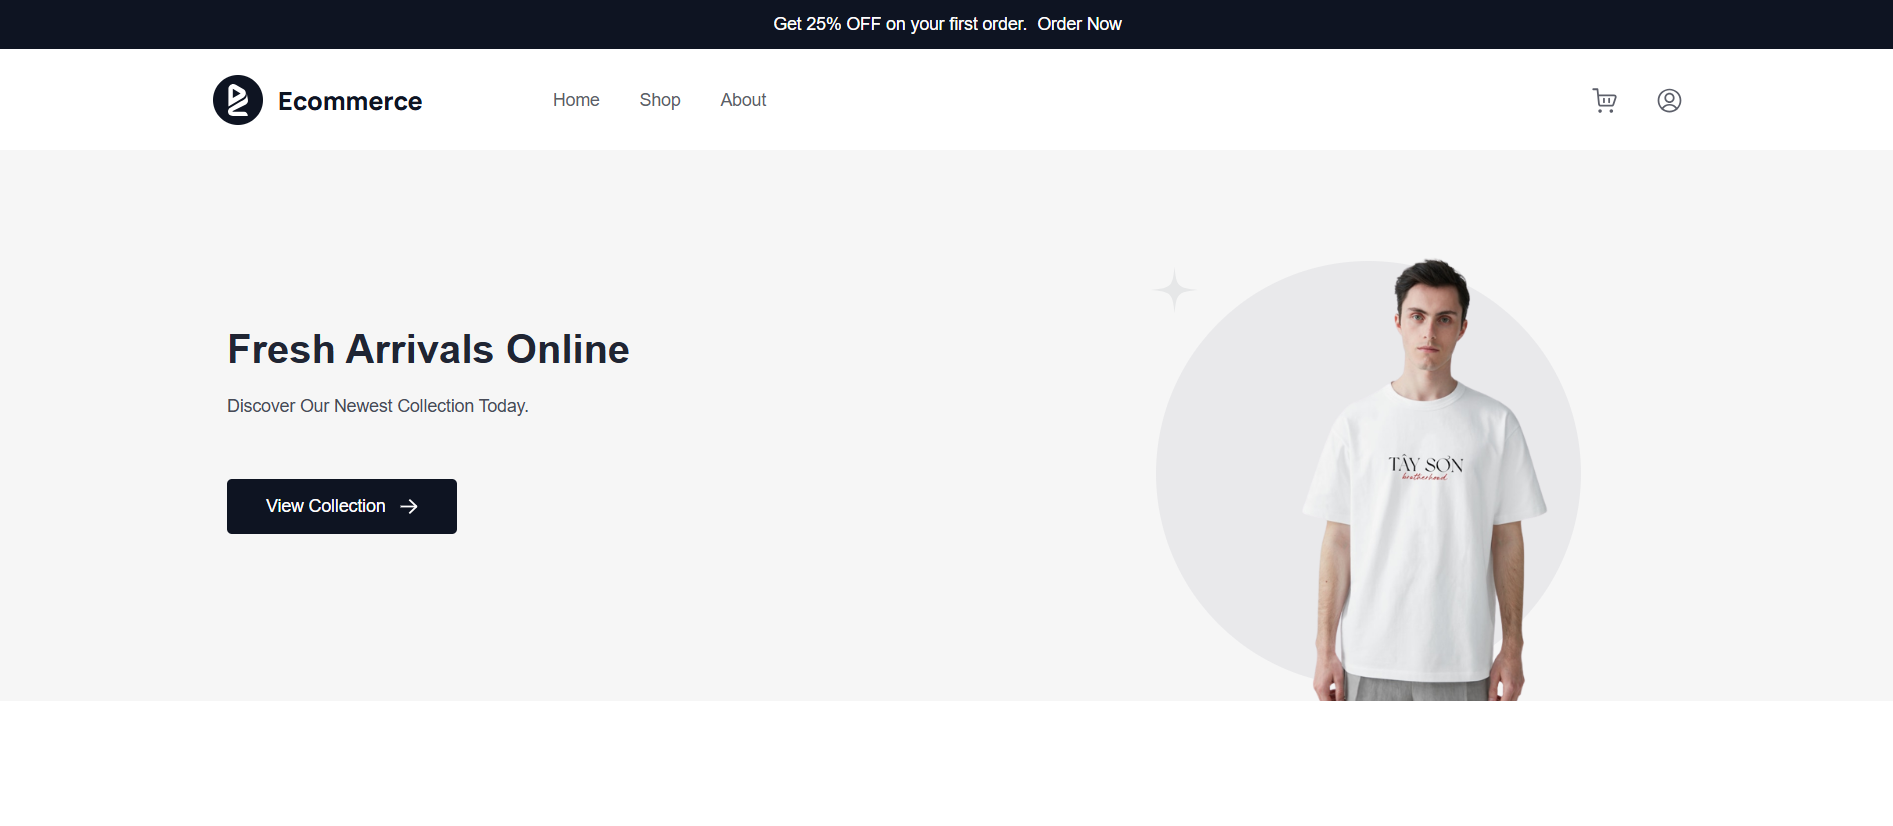 Get 25% OFF on your first order. Order Now
Ecommerce
Home
Shop
About
Fresh Arrivals Online
Discover Our Newest Collection Today.
View Collection
TÂY SƠN
brotherhood